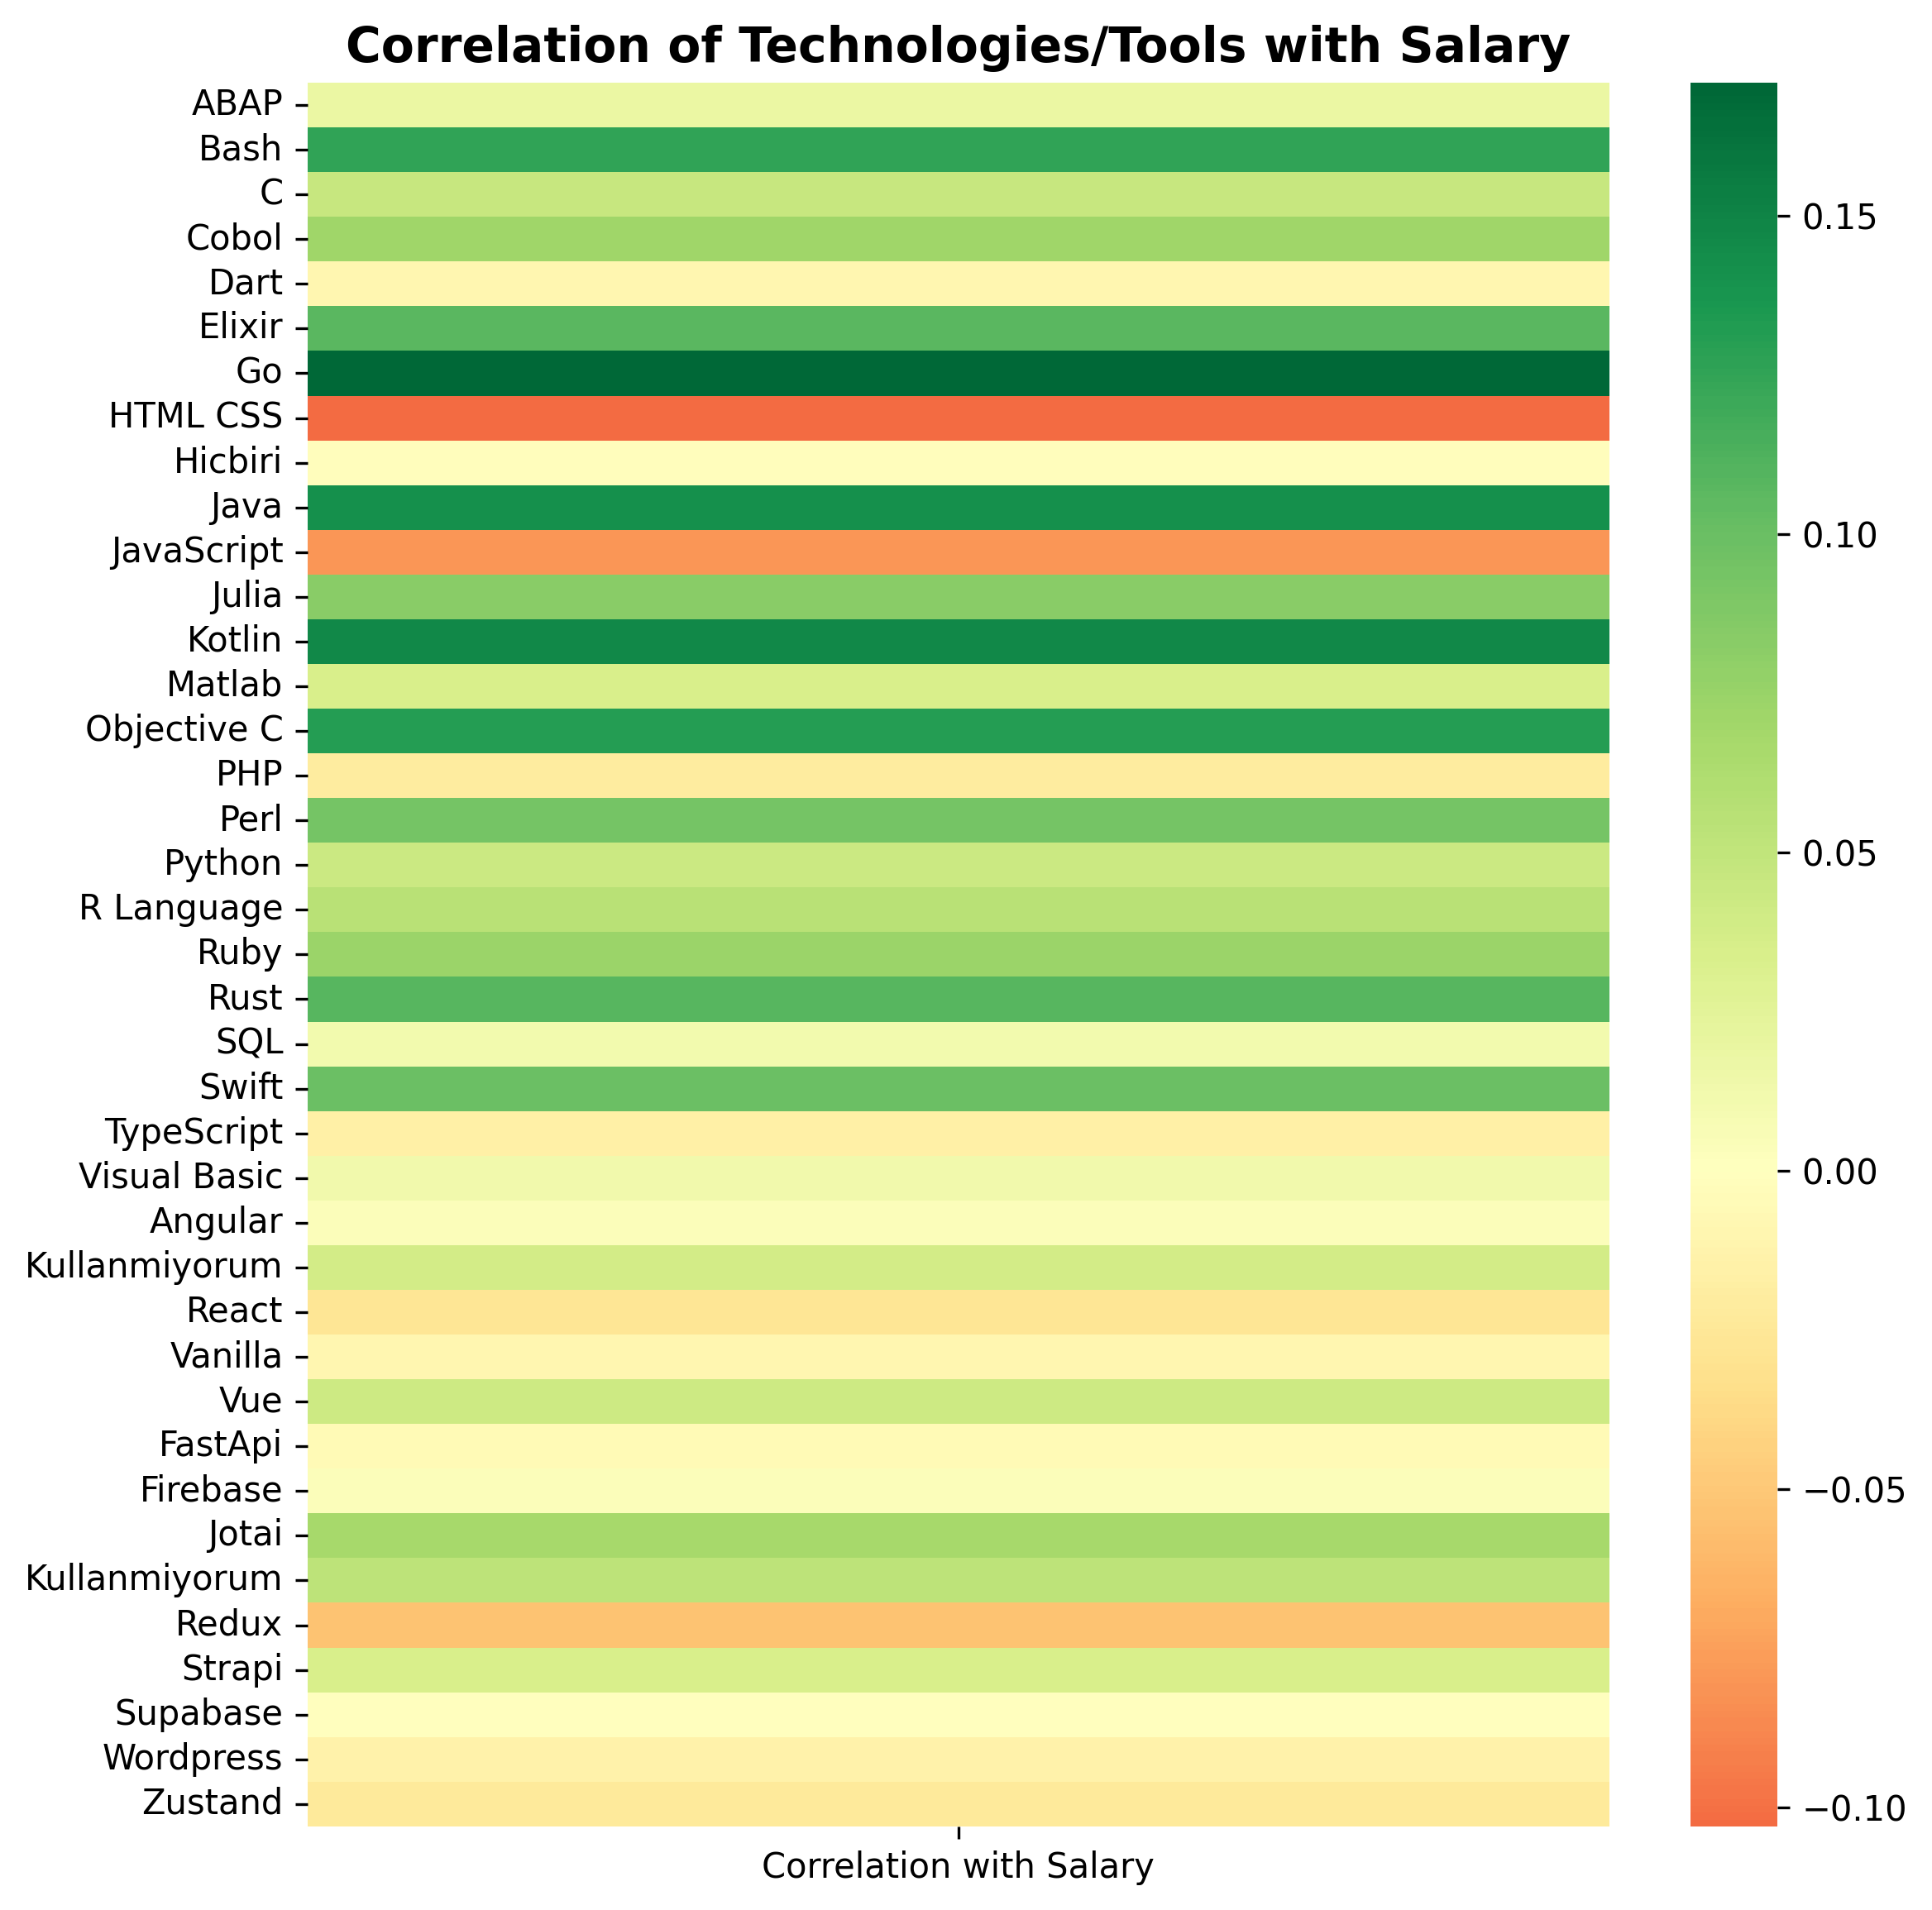 Correlation of Technologies/Tools with Salary
ABAP
Bash
C
Cobol
Dart
Elixir
Go
HTML CSS
Hicbiri
Java
JavaScript
Julia
Kotlin
Matlab
Objective C
PHP
Perl
Python
R Language
Ruby
Rust
SQL
Swift
TypeScript
Visual Basic
Angular
Kullanmiyorum
React
Vanilla
Vue
FastApi
Firebase
Jotai
Kullanmiyorum
Redux
Strapi
Supabase
Wordpress
Zustand
Correlation with Salary
0.15
0.10
0.05
0.00
−0.05
−0.10